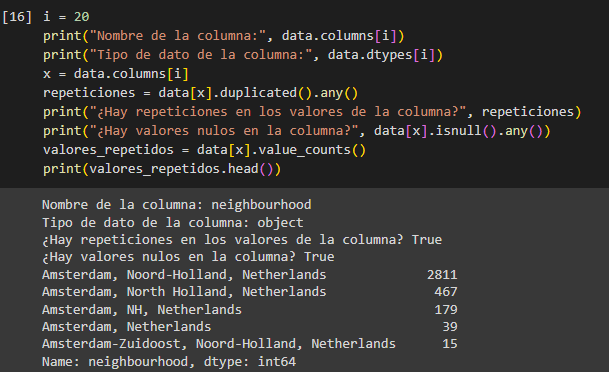 [16] i = 20
print("Nombre de la columna:", data.columns[i])
print("Tipo de dato de la columna:", data.dtypes[i])
x = data.columns[i]
repeticiones = data[x].duplicated().any()
print("¿Hay repeticiones en los valores de la columna?", repeticiones)
print("¿Hay valores nulos en la columna?", data[x].isnull().any())
valores_repetidos = data[x].value_counts()
print(valores_repetidos.head())
Nombre de la columna: neighbourhood
Tipo de dato de la columna: object
¿Hay repeticiones en los valores de la columna? True
¿Hay valores nulos en la columna? True
Amsterdam, Noord-Holland, Netherlands 2811
Amsterdam, North Holland, Netherlands 467
Amsterdam, NH, Netherlands 179
Amsterdam, Netherlands 39
Amsterdam-Zuidoost, Noord-Holland, Netherlands 15
Name: neighbourhood, dtype: int64